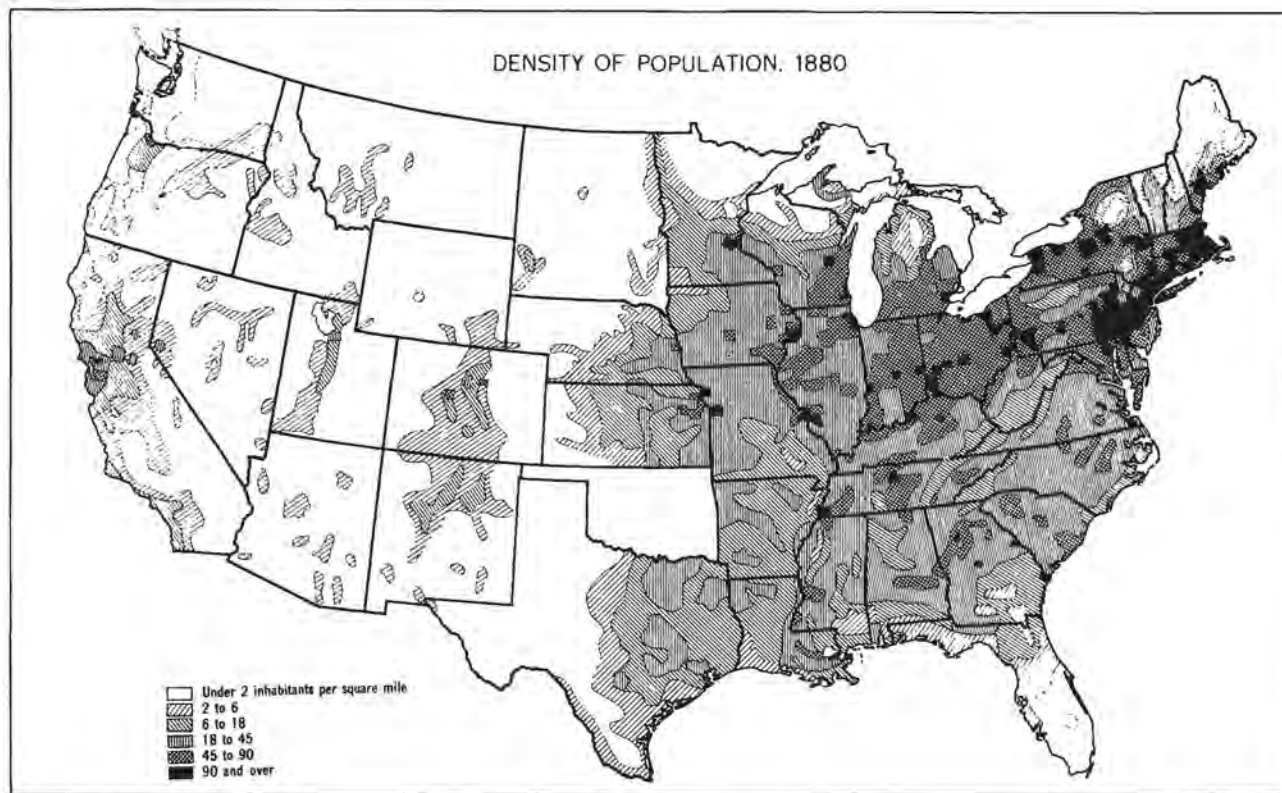 DENSITY OF POPULATION, 1880
Under 2 inhabitants per square mile
2 to 6
6 to 18
18 to 45
45 to 90
90 and over